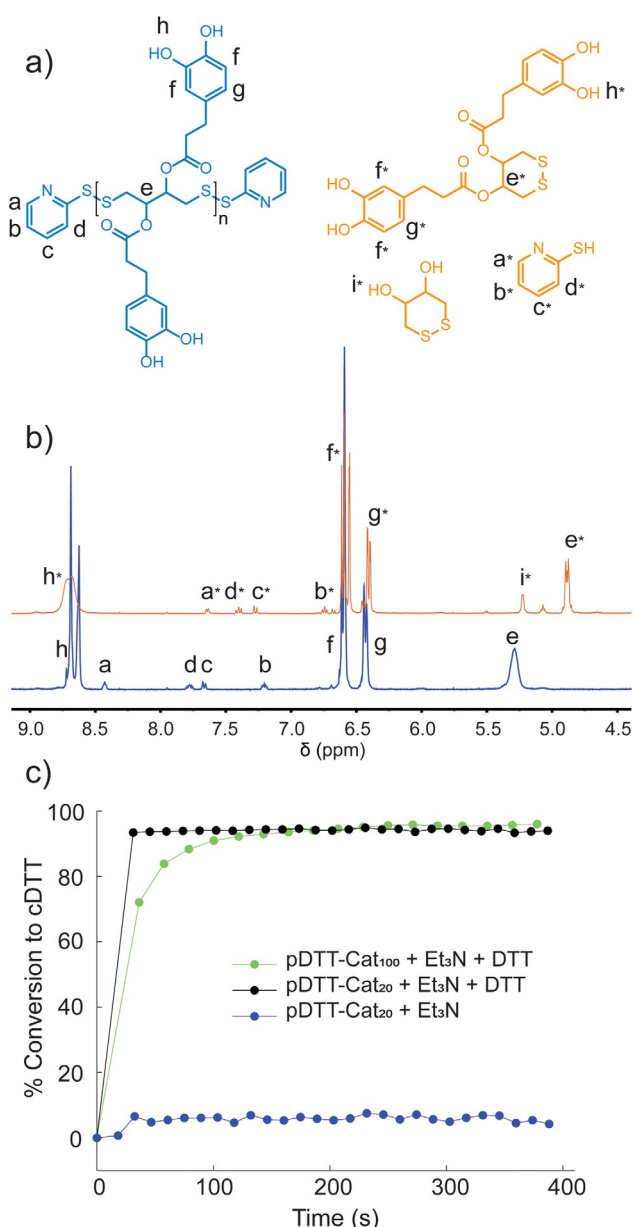 a)
h
OH
HO
f
f
g
O
O
N
S
S
e
S
S
n
N
a
b
c
d
O
O
OH
OH
OH
OH
h*
O
O
S
S
e*
O
O
f*
HO
HO
g*
f*
i*
OH
HO
S
S
N
SH
a*
b*
c*
d*
b)
f*
g*
e*
h*
a*
d*
c*
b*
i*
h
a
d
c
b
f
g
e
9.0 8.5 8.0 7.5 7.0 6.5 6.0 5.5 5.0 4.5
δ (ppm)
c)
100
80
60
40
20
0
% Conversion to cDTT
pDTT-Cat₁₀₀ + Et₃N + DTT
pDTT-Cat₂₀ + Et₃N + DTT
pDTT-Cat₂₀ + Et₃N
0 100 200 300 400
Time (s)